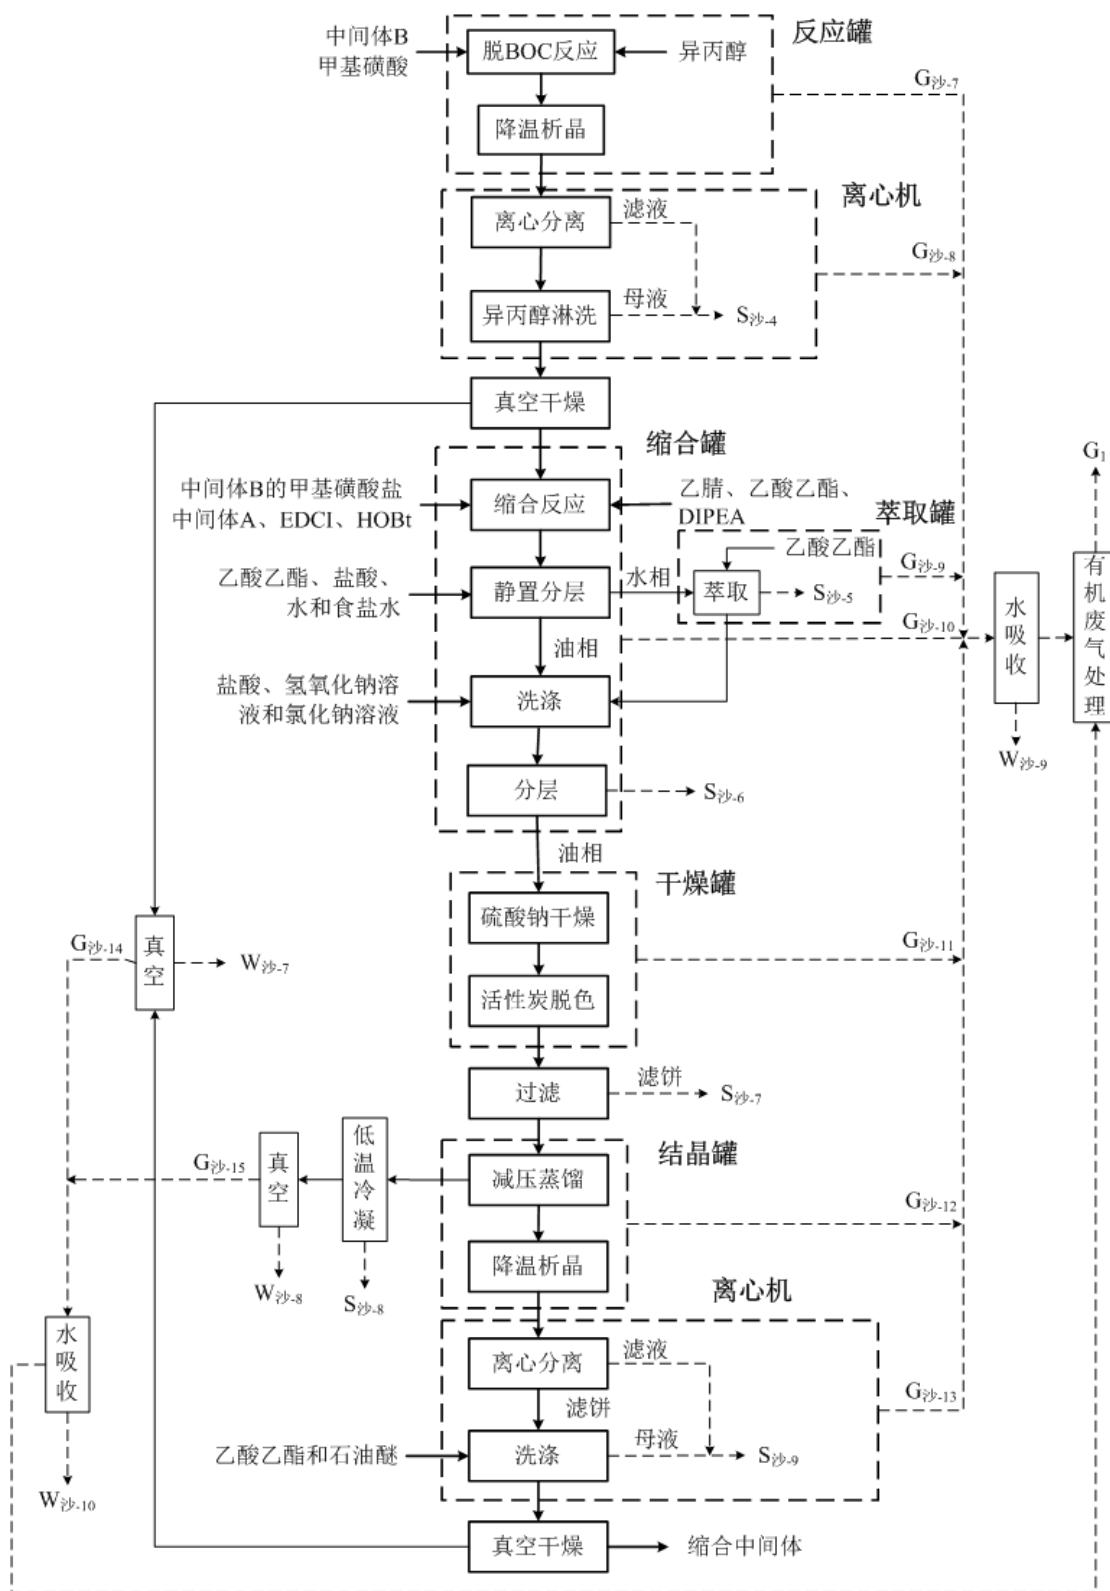 反应罐
中间体B
甲基磺酸
脱BOC反应
异丙醇
G沙-7
降温析晶
离心机
离心分离
滤液
G沙-8
异丙醇淋洗
母液
S沙-4
真空干燥
缩合罐
G1
中间体B的甲基磺酸盐
中间体A、EDCI、HOBt
缩合反应
乙腈、乙酸乙酯、
DIPEA
萃取罐
乙酸乙酯
G沙-9
乙酸乙酯、盐酸、
水和食盐水
静置分层
水相
萃取
S沙-5
水吸收
有机废气处理
G沙-10
油相
盐酸、氢氧化钠溶
液和氯化钠溶液
洗涤
W沙-9
分层
S沙-6
油相
干燥罐
硫酸钠干燥
G沙-11
G沙-14
真空
W沙-7
活性炭脱色
过滤
滤饼
S沙-7
结晶罐
低温冷凝
真空
G沙-15
减压蒸馏
G沙-12
降温析晶
W沙-8
S沙-8
离心机
水吸收
离心分离
滤液
G沙-13
滤饼
乙酸乙酯和石油醚
洗涤
母液
S沙-9
W沙-10
真空干燥
缩合中间体